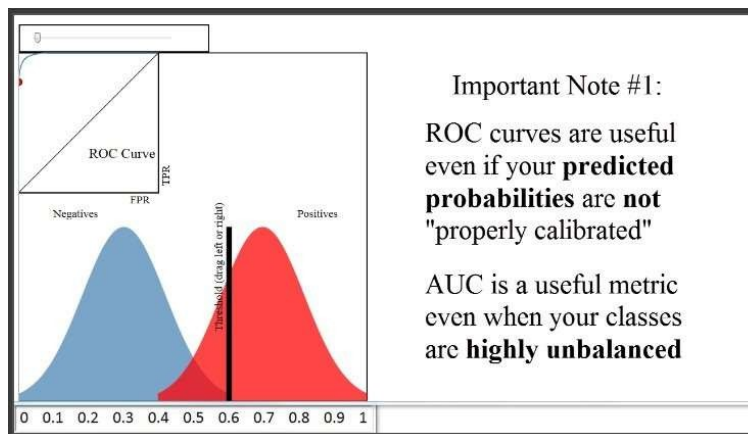 ROC Curve
TPR
FPR
Negatives
Positives
Threshold (drag left or right)
0 0.1 0.2 0.3 0.4 0.5 0.6 0.7 0.8 0.9 1
Important Note #1:
ROC curves are useful
even if your predicted
probabilities are not
"properly calibrated"
AUC is a useful metric
even when your classes
are highly unbalanced